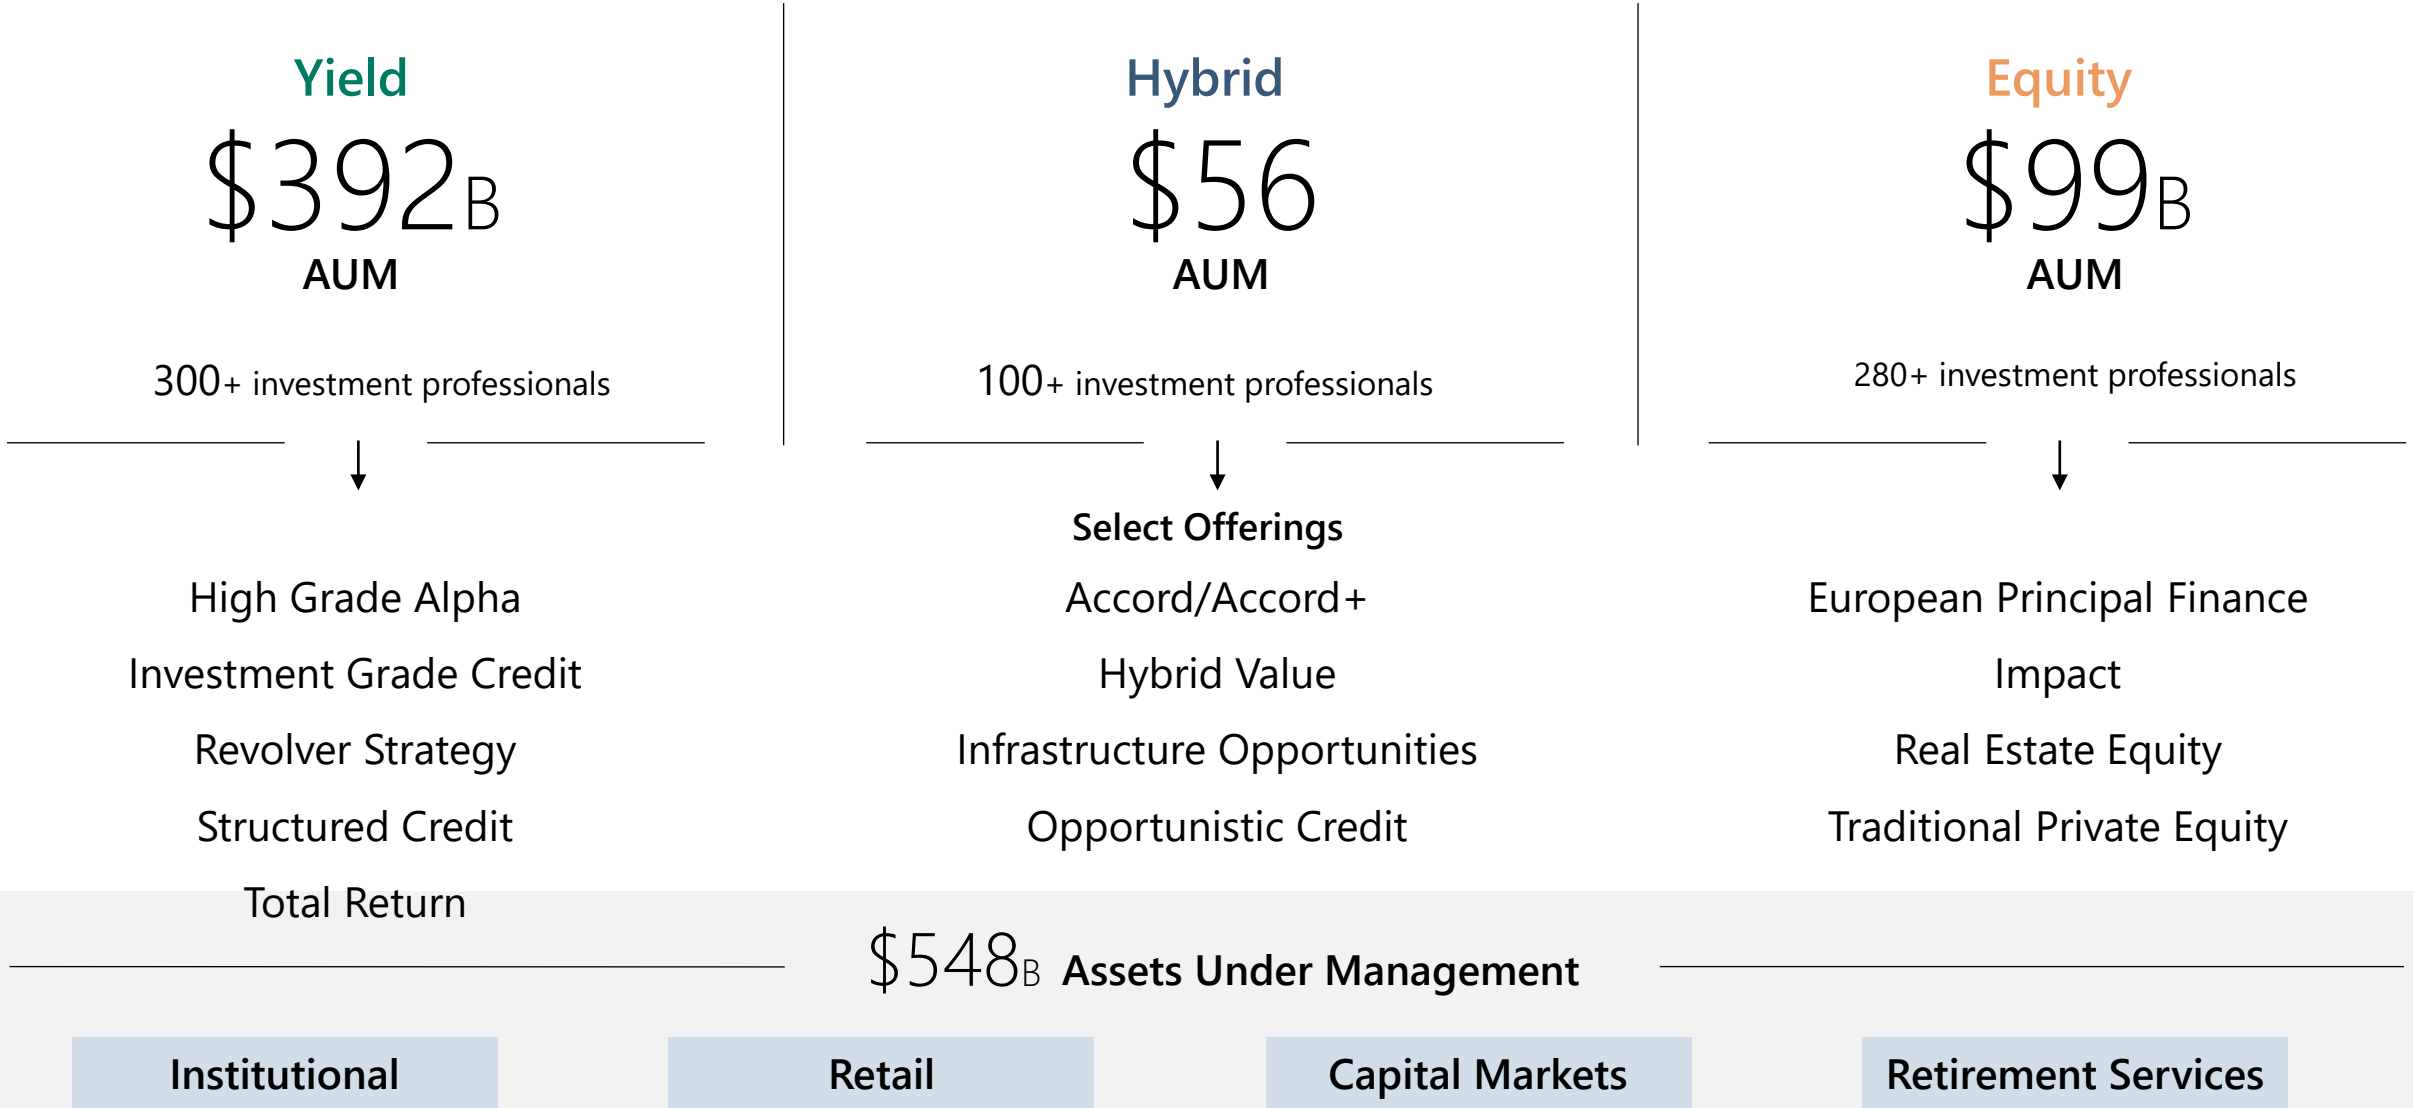 Yield
$392B
AUM
300+ investment professionals
Hybrid
$56
AUM
100+ investment professionals
Equity
$99B
AUM
280+ investment professionals
High Grade Alpha
Investment Grade Credit
Revolver Strategy
Structured Credit
Total Return
Select Offerings
Accord/Accord+
Hybrid Value
Infrastructure Opportunities
Opportunistic Credit
European Principal Finance
Impact
Real Estate Equity
Traditional Private Equity
$548B Assets Under Management
Institutional
Retail
Capital Markets
Retirement Services